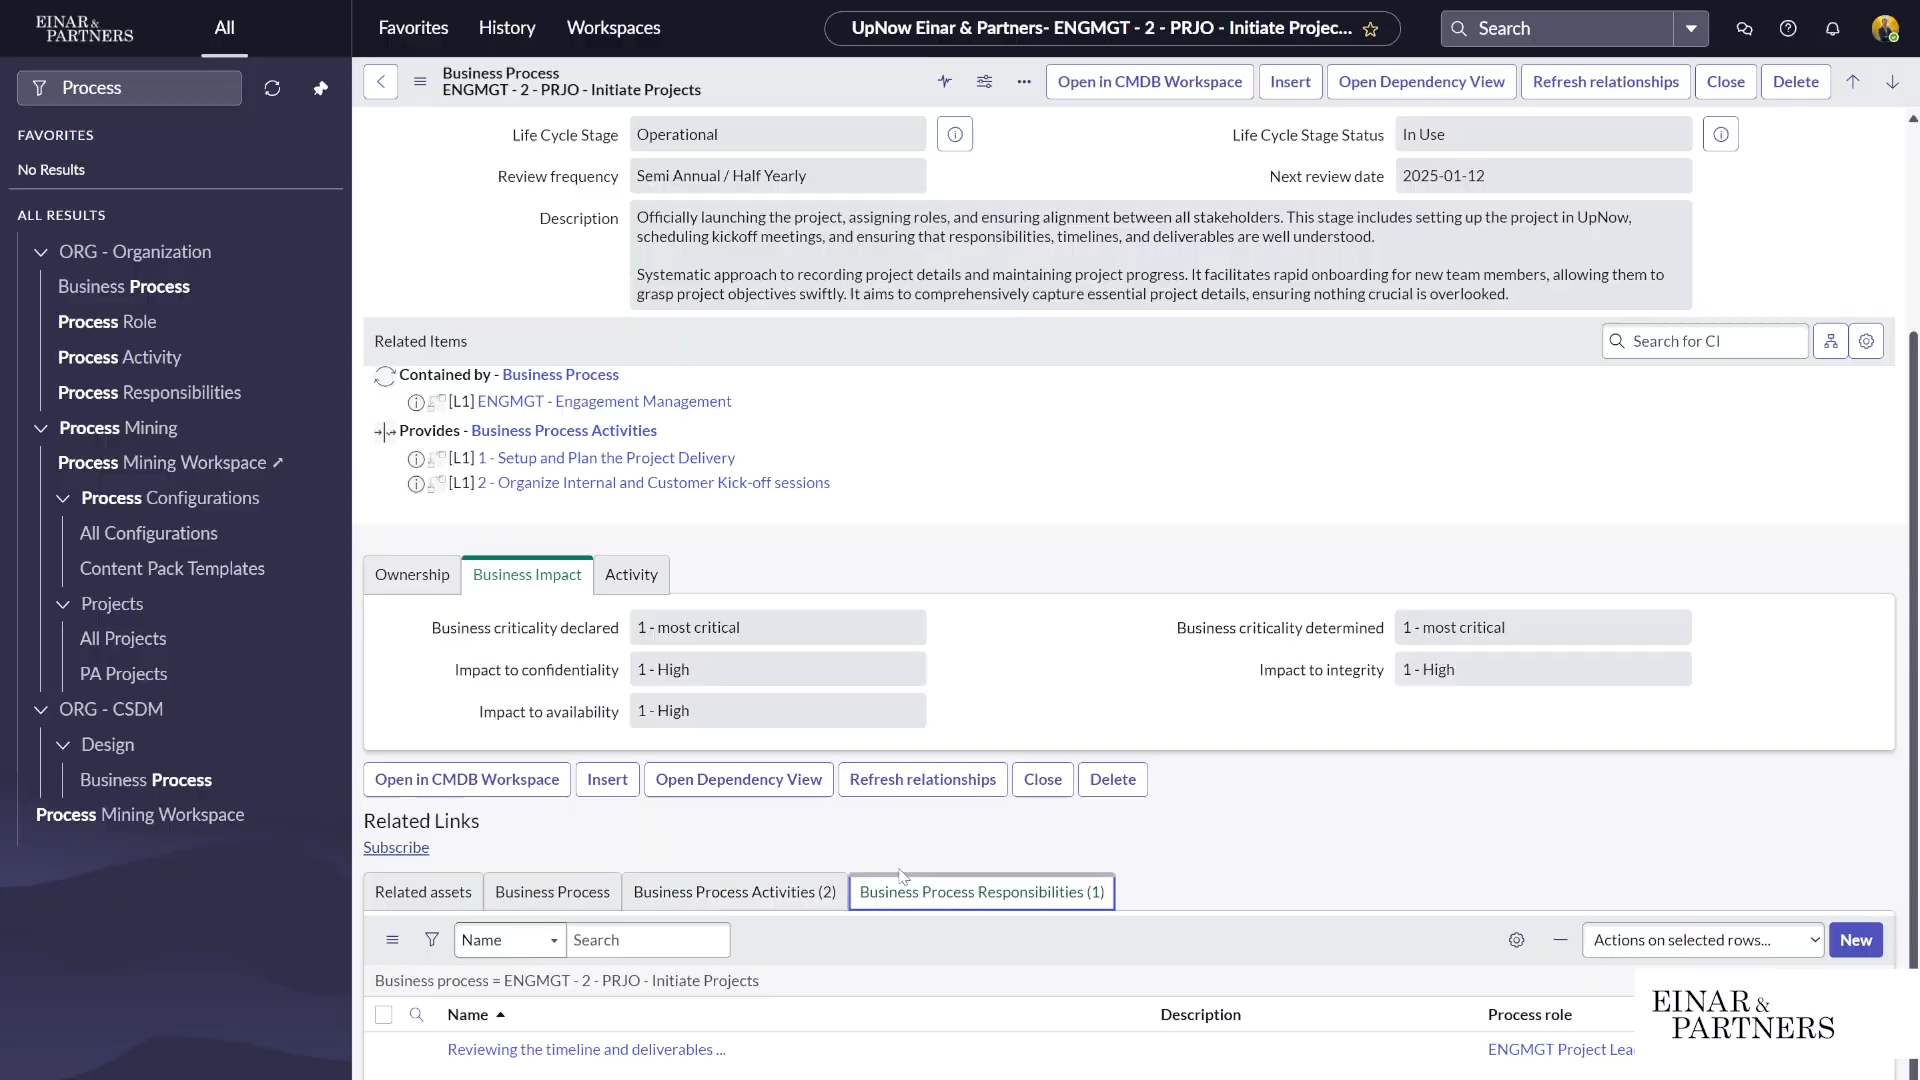 EINAR &
PARTNERS
All
Favorites
History
Workspaces
UpNow Einar & Partners- ENGMGT - 2 - PRJO - Initiate Projec...
Search
Process
FAVORITES
No Results
ALL RESULTS
ORG - Organization
Business Process
Process Role
Process Activity
Process Responsibilities
Process Mining
Process Mining Workspace
Process Configurations
All Configurations
Content Pack Templates
Projects
All Projects
PA Projects
ORG - CSDM
Design
Business Process
Process Mining Workspace
Business Process
ENGMGT - 2 - PRJO - Initiate Projects
Open in CMDB Workspace
Insert
Open Dependency View
Refresh relationships
Close
Delete
Life Cycle Stage
Operational
Life Cycle Stage Status
In Use
Review frequency
Semi Annual / Half Yearly
Next review date
2025-01-12
Description
Officially launching the project, assigning roles, and ensuring alignment between all stakeholders. This stage includes setting up the project in UpNow,
scheduling kickoff meetings, and ensuring that responsibilities, timelines, and deliverables are well understood.
Systematic approach to recording project details and maintaining project progress. It facilitates rapid onboarding for new team members, allowing them to
grasp project objectives swiftly. It aims to comprehensively capture essential project details, ensuring nothing crucial is overlooked.
Related Items
Search for CI
Contained by - Business Process
[L1] ENGMGT - Engagement Management
Provides - Business Process Activities
[L1] 1 - Setup and Plan the Project Delivery
[L1] 2 - Organize Internal and Customer Kick-off sessions
Ownership
Business Impact
Activity
Business criticality declared
1 - most critical
Business criticality determined
1 - most critical
Impact to confidentiality
1 - High
Impact to integrity
1 - High
Impact to availability
1 - High
Open in CMDB Workspace
Insert
Open Dependency View
Refresh relationships
Close
Delete
Related Links
Subscribe
Related assets
Business Process
Business Process Activities (2)
Business Process Responsibilities (1)
Name
Search
Actions on selected rows...
New
Business process = ENGMGT - 2 - PRJO - Initiate Projects
Name
Description
Process role
Reviewing the timeline and deliverables ...
ENGMGT Project Lea
EINAR &
PARTNERS